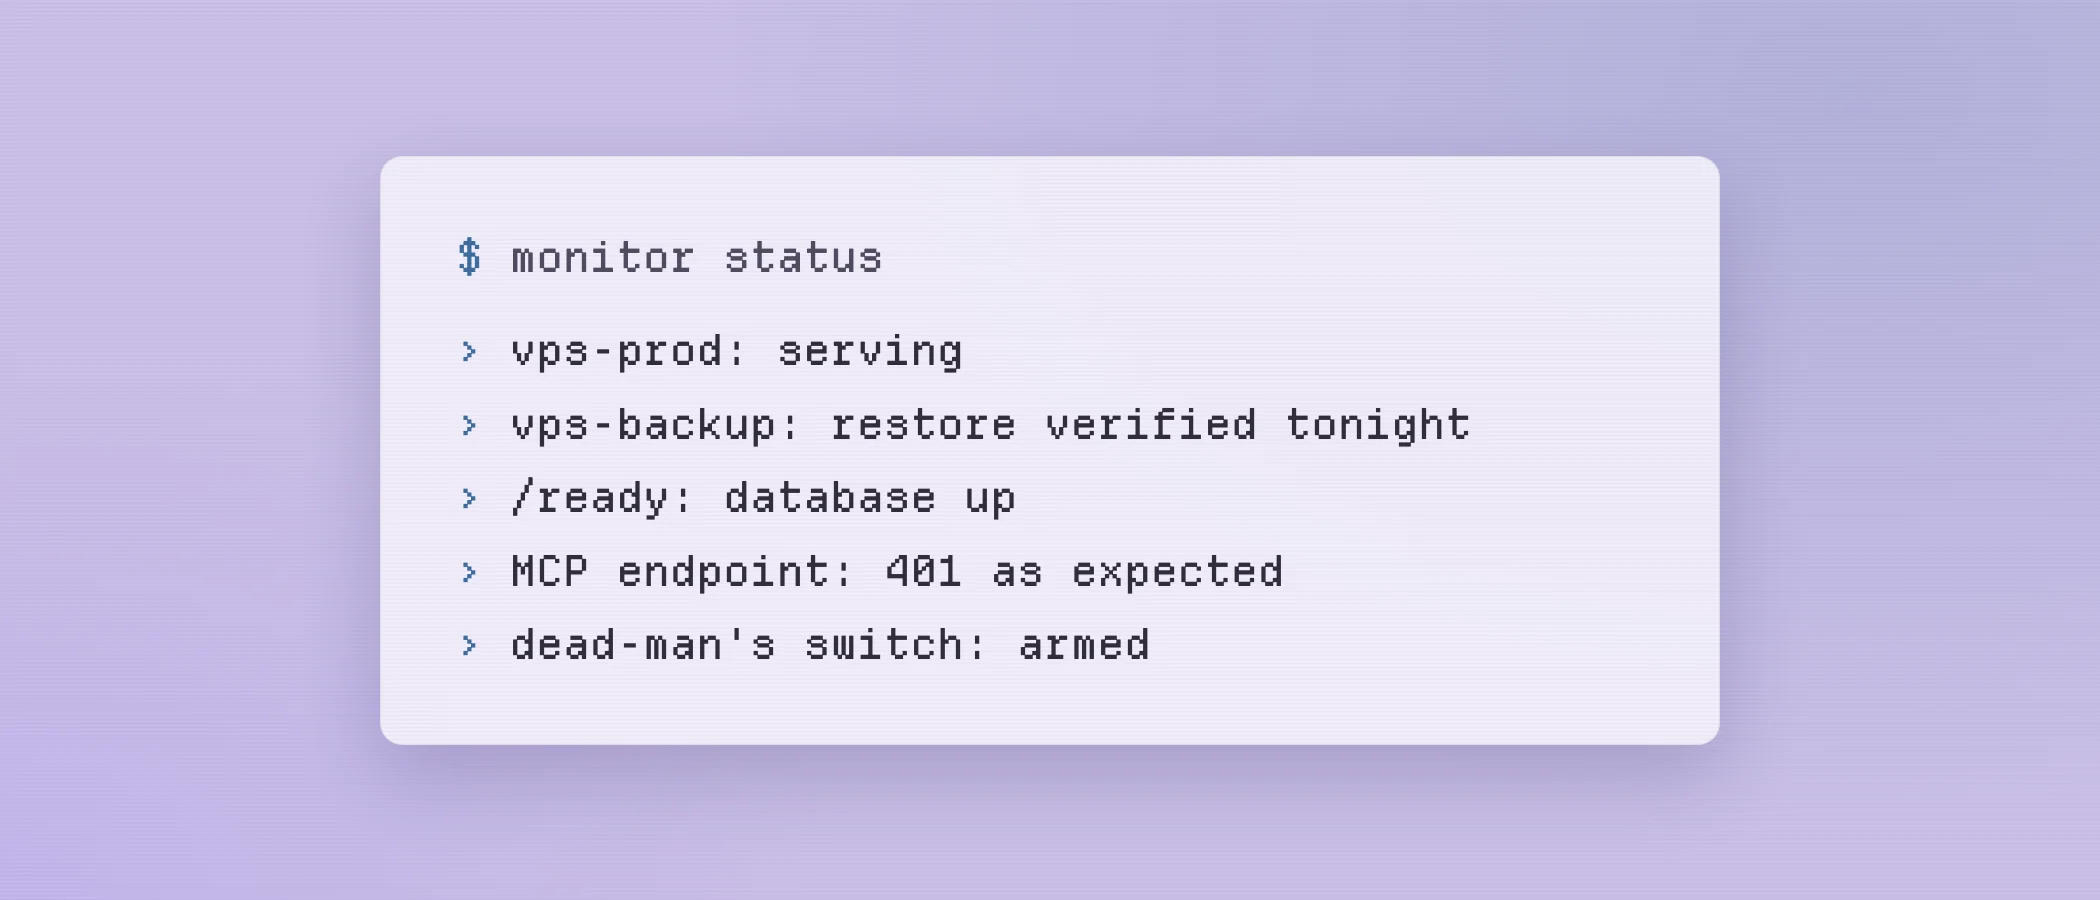 $ monitor status
> vps-prod: serving
> vps-backup: restore verified tonight
> /ready: database up
> MCP endpoint: 401 as expected
> dead-man's switch: armed